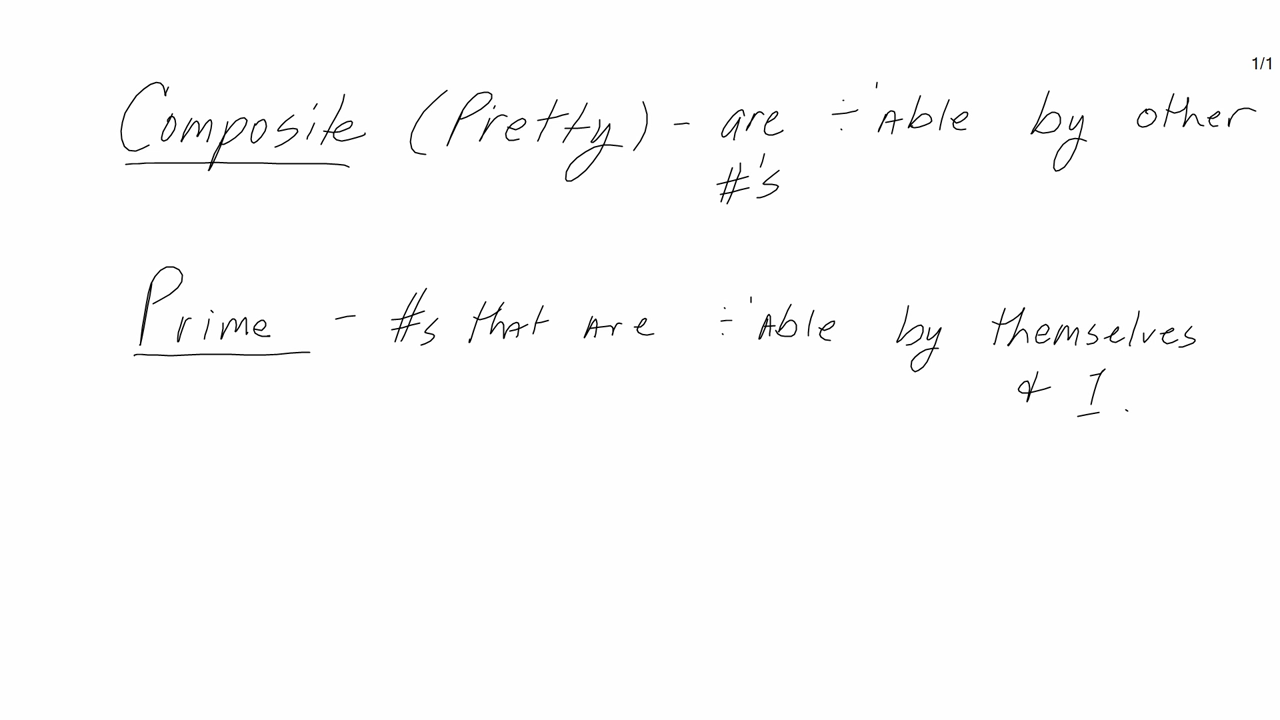 1/1
Composite (Pretty) - are ÷'Able by other
#'s
Prime - #s that are ÷'Able by themselves
& 1.